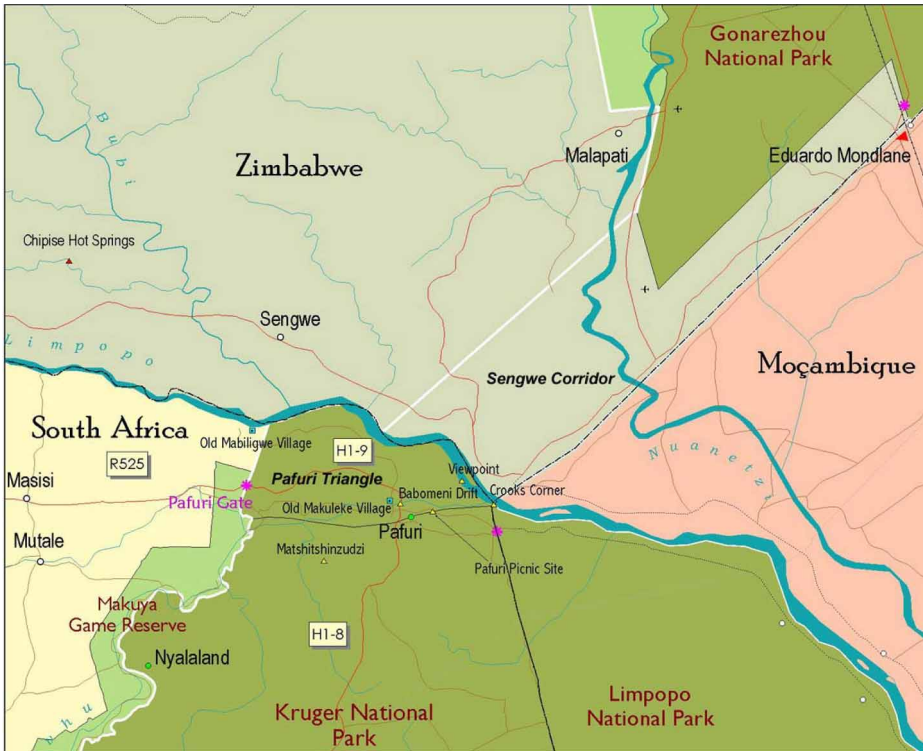 Gonarezhou
National Park
Bubi
Malapati
Eduardo Mondlane
Zimbabwe
Chipise Hot Springs
Sengwe
Limpopo
Sengwe Corridor
Moçambique
South Africa
Old Mabiligwe Village
R525
H1-9
Nuanetzi
Viewpoint
Masisi
Pafuri Triangle
Babomeni Drift
Crooks Corner
Pafuri Gate
Old Makuleke Village
Pafuri
Mutale
Matshitshinzudzi
Pafuri Picnic Site
Makuya
Game Reserve
H1-8
Nyalaland
Limpopo
National Park
Kruger National
Park